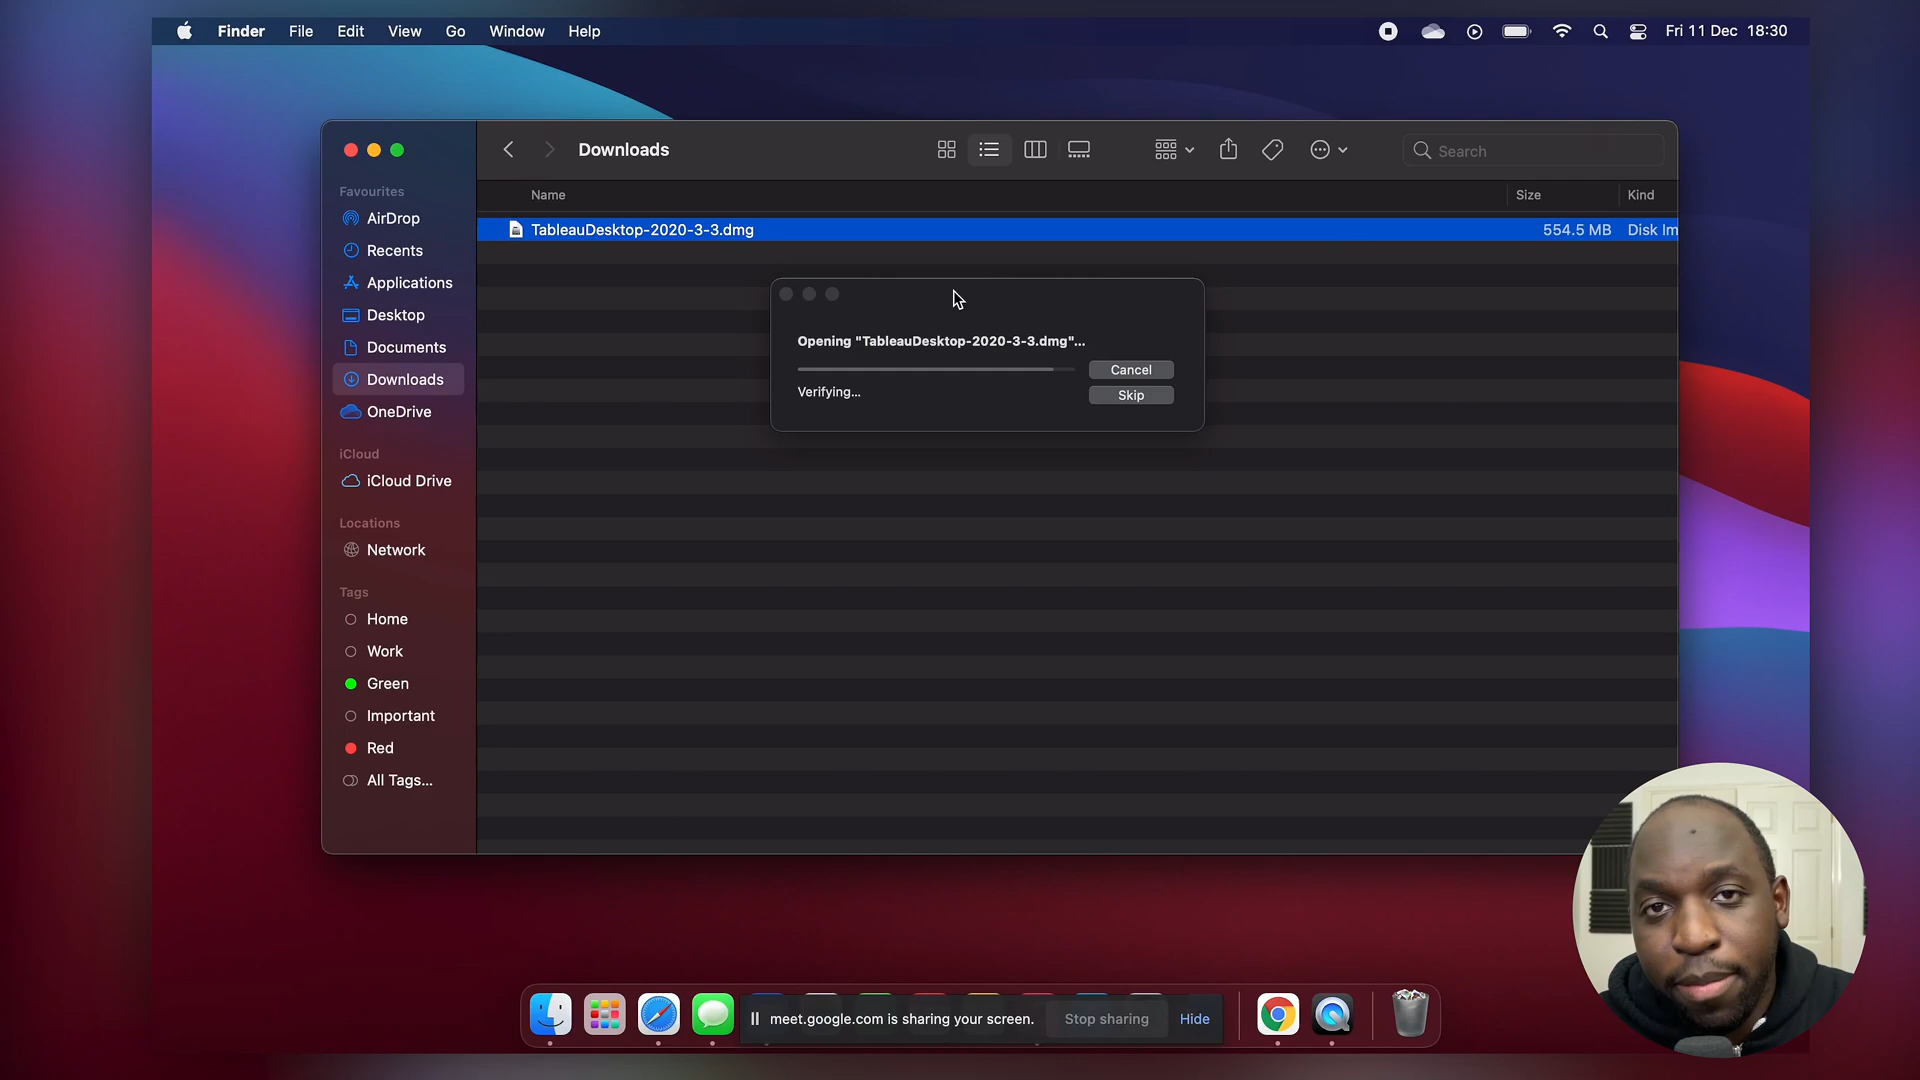 Finder File Edit View Go Window Help Fri 11 Dec 18:30
Downloads
Search
Name Size Kind
TableauDesktop-2020-3-3.dmg 554.5 MB Disk Im
Favourites
AirDrop
Recents
Applications
Desktop
Documents
Downloads
OneDrive
iCloud
iCloud Drive
Locations
Network
Tags
Home
Work
Green
Important
Red
All Tags...
Opening "TableauDesktop-2020-3-3.dmg"...
Cancel
Verifying...
Skip
meet.google.com is sharing your screen. Stop sharing Hide